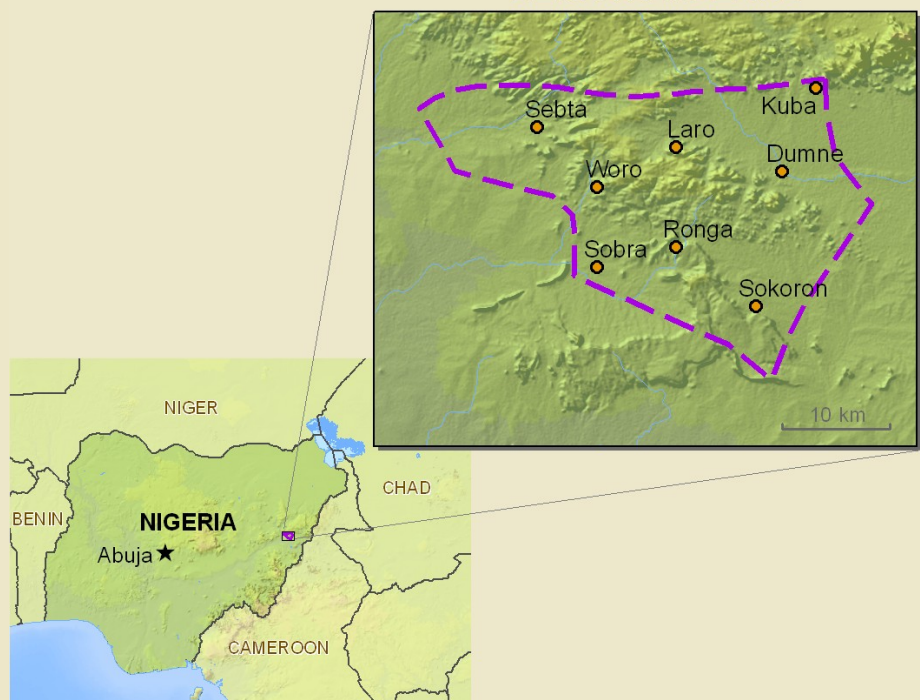 Kuba
Sebta
Laro
Dumne
Woro
Ronga
Sobra
Sokoron
10 km
NIGER
CHAD
BENIN
NIGERIA
Abuja
CAMEROON